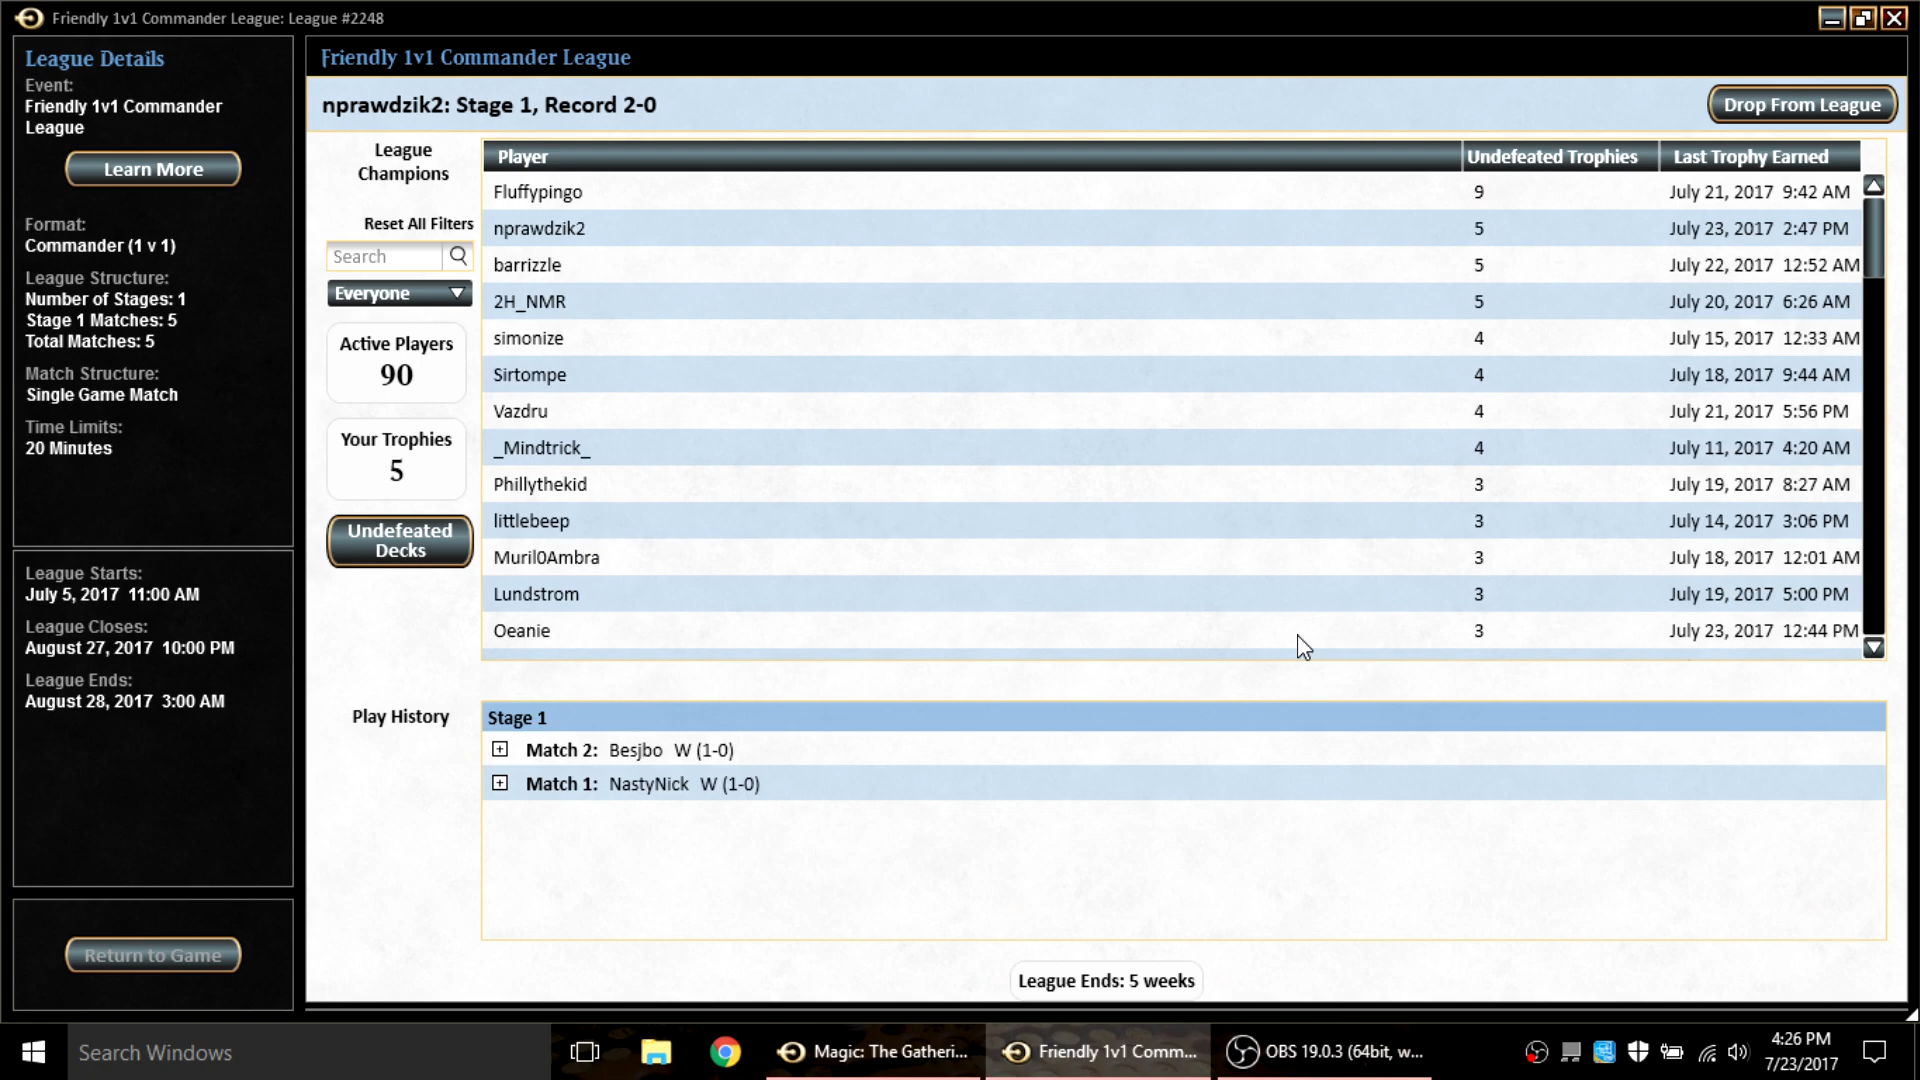 Friendly 1v1 Commander League: League #2248
League Details
Event:
Friendly 1v1 Commander
League
Learn More
Format:
Commander (1 v 1)
League Structure:
Number of Stages: 1
Stage 1 Matches: 5
Total Matches: 5
Match Structure:
Single Game Match
Time Limits:
20 Minutes
League Starts:
July 5, 2017 11:00 AM
League Closes:
August 27, 2017 10:00 PM
League Ends:
August 28, 2017 3:00 AM
Return to Game
Friendly 1v1 Commander League
nprawdzik2: Stage 1, Record 2-0
Drop From League
League
Champions
Reset All Filters
Search
Everyone
Active Players
90
Your Trophies
5
Undefeated
Decks
Player Undefeated Trophies Last Trophy Earned
Fluffypingo 9 July 21, 2017 9:42 AM
nprawdzik2 5 July 23, 2017 2:47 PM
barrizzle 5 July 22, 2017 12:52 AM
2H_NMR 5 July 20, 2017 6:26 AM
simonize 4 July 15, 2017 12:33 AM
Sirtompe 4 July 18, 2017 9:44 AM
Vazdru 4 July 21, 2017 5:56 PM
_Mindtrick_ 4 July 11, 2017 4:20 AM
Phillythekid 3 July 19, 2017 8:27 AM
littlebeep 3 July 14, 2017 3:06 PM
Muril0Ambra 3 July 18, 2017 12:01 AM
Lundstrom 3 July 19, 2017 5:00 PM
Oeanie 3 July 23, 2017 12:44 PM
Play History
Stage 1
Match 2: Besjbo W (1-0)
Match 1: NastyNick W (1-0)
League Ends: 5 weeks
Search Windows
Magic: The Gatheri...
Friendly 1v1 Comm...
OBS 19.0.3 (64bit, w...
4:26 PM
7/23/2017